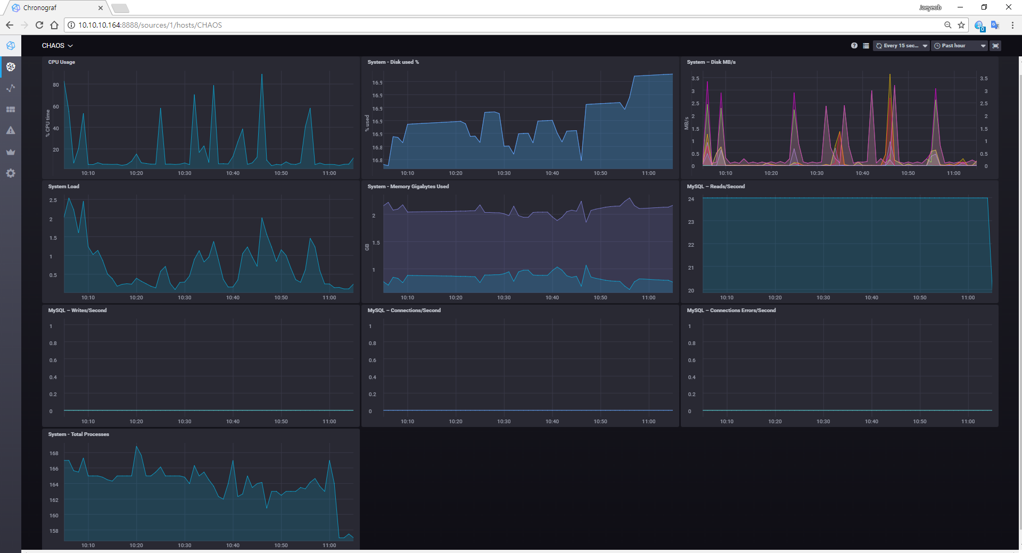 Chronograf
10.10.10.164:8888/sources/1/hosts/CHAOS
CHAOS
Every 15 sec...
Past hour
CPU Usage
% CPU time
80
60
40
20
10:10 10:20 10:30 10:40 10:50 11:00
System - Disk used %
% used
16.9
16.9
16.9
16.9
16.9
16.8
16.8
10:10 10:20 10:30 10:40 10:50 11:00
System – Disk MB/s
MB/s
3.5 3.5
3 3
2.5 2.5
2 2
1.5 1.5
1 1
0.5 0.5
0 0
10:10 10:20 10:30 10:40 10:50 11:00
System Load
2.5
2
1.5
1
0.5
10:10 10:20 10:30 10:40 10:50 11:00
System - Memory Gigabytes Used
GB
2
1.5
1
10:10 10:20 10:30 10:40 10:50 11:00
MySQL – Reads/Second
24
23
22
21
20
10:10 10:20 10:30 10:40 10:50 11:00
MySQL – Writes/Second
1
0.8
0.6
0.4
0.2
0
10:10 10:20 10:30 10:40 10:50 11:00
MySQL – Connections/Second
1
0.8
0.6
0.4
0.2
0
10:10 10:20 10:30 10:40 10:50 11:00
MySQL – Connections Errors/Second
1
0.8
0.6
0.4
0.2
0
10:10 10:20 10:30 10:40 10:50 11:00
System - Total Processes
168
166
164
162
160
158
10:10 10:20 10:30 10:40 10:50 11:00